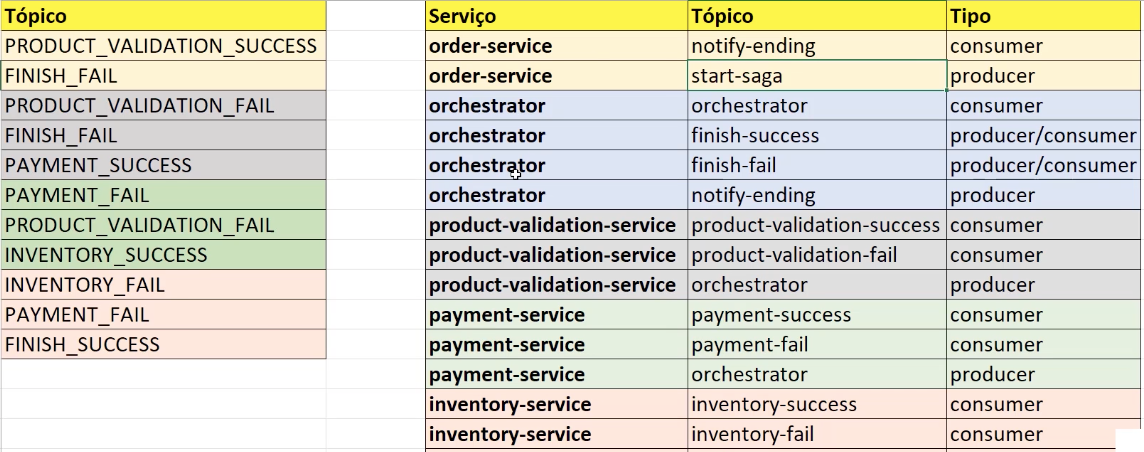 Tópico Serviço Tópico Tipo
PRODUCT_VALIDATION_SUCCESS order-service notify-ending consumer
FINISH_FAIL order-service start-saga producer
PRODUCT_VALIDATION_FAIL orchestrator orchestrator consumer
FINISH_FAIL orchestrator finish-success producer/consumer
PAYMENT_SUCCESS orchestrator finish-fail producer/consumer
PAYMENT_FAIL orchestrator notify-ending producer
PRODUCT_VALIDATION_FAIL product-validation-service product-validation-success consumer
INVENTORY_SUCCESS product-validation-service product-validation-fail consumer
INVENTORY_FAIL product-validation-service orchestrator producer
PAYMENT_FAIL payment-service payment-success consumer
FINISH_SUCCESS payment-service payment-fail consumer
payment-service orchestrator producer
inventory-service inventory-success consumer
inventory-service inventory-fail consumer